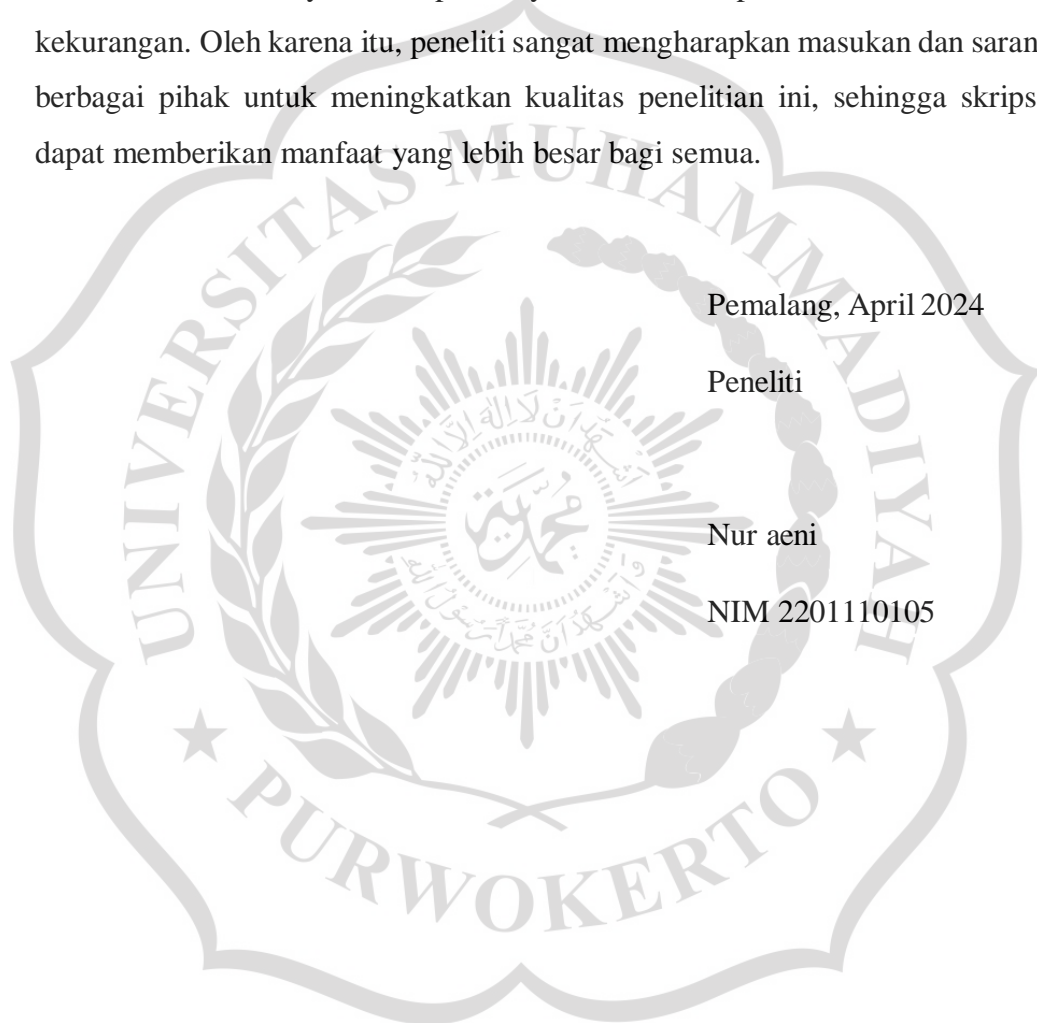 kekurangan. Oleh karena itu, peneliti sangat mengharapkan masukan dan saran
berbagai pihak untuk meningkatkan kualitas penelitian ini, sehingga skrips
dapat memberikan manfaat yang lebih besar bagi semua.
UNIVERSITAS MUHAMMADIYAH
Pemalang, April 2024
Peneliti
Nur aeni
NIM 2201110105
PURWOKERTO